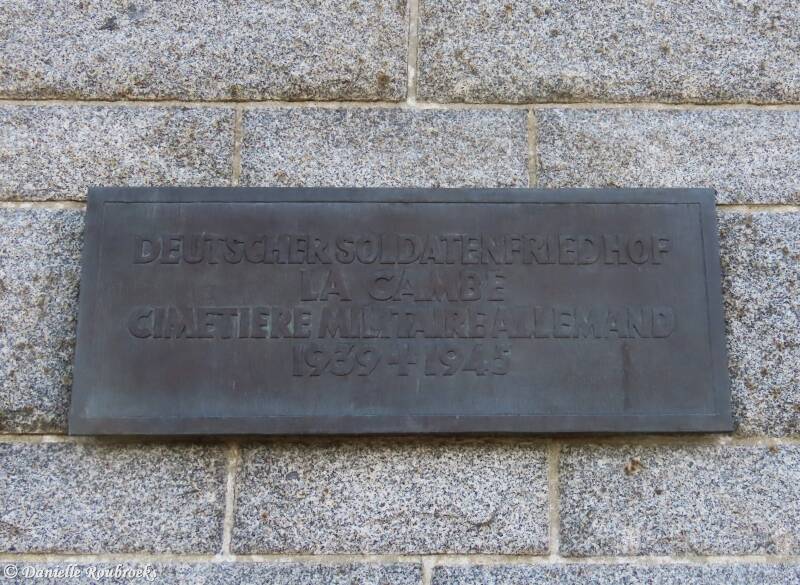 DEUTSCHER SOLDATENFRIEDHOF
LA CAMBE
CIMETIERE MILITAIRE ALLEMAND
1939 + 1945
© Danielle Roubroeks